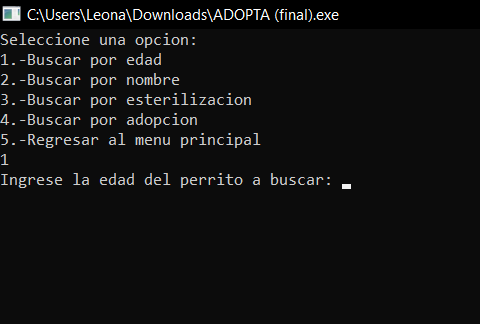 C:\Users\Leona\Downloads\ADOPTA (final).exe
Seleccione una opcion:
1.-Buscar por edad
2.-Buscar por nombre
3.-Buscar por esterilizacion
4.-Buscar por adopcion
5.-Regresar al menu principal
1
Ingrese la edad del perrito a buscar: